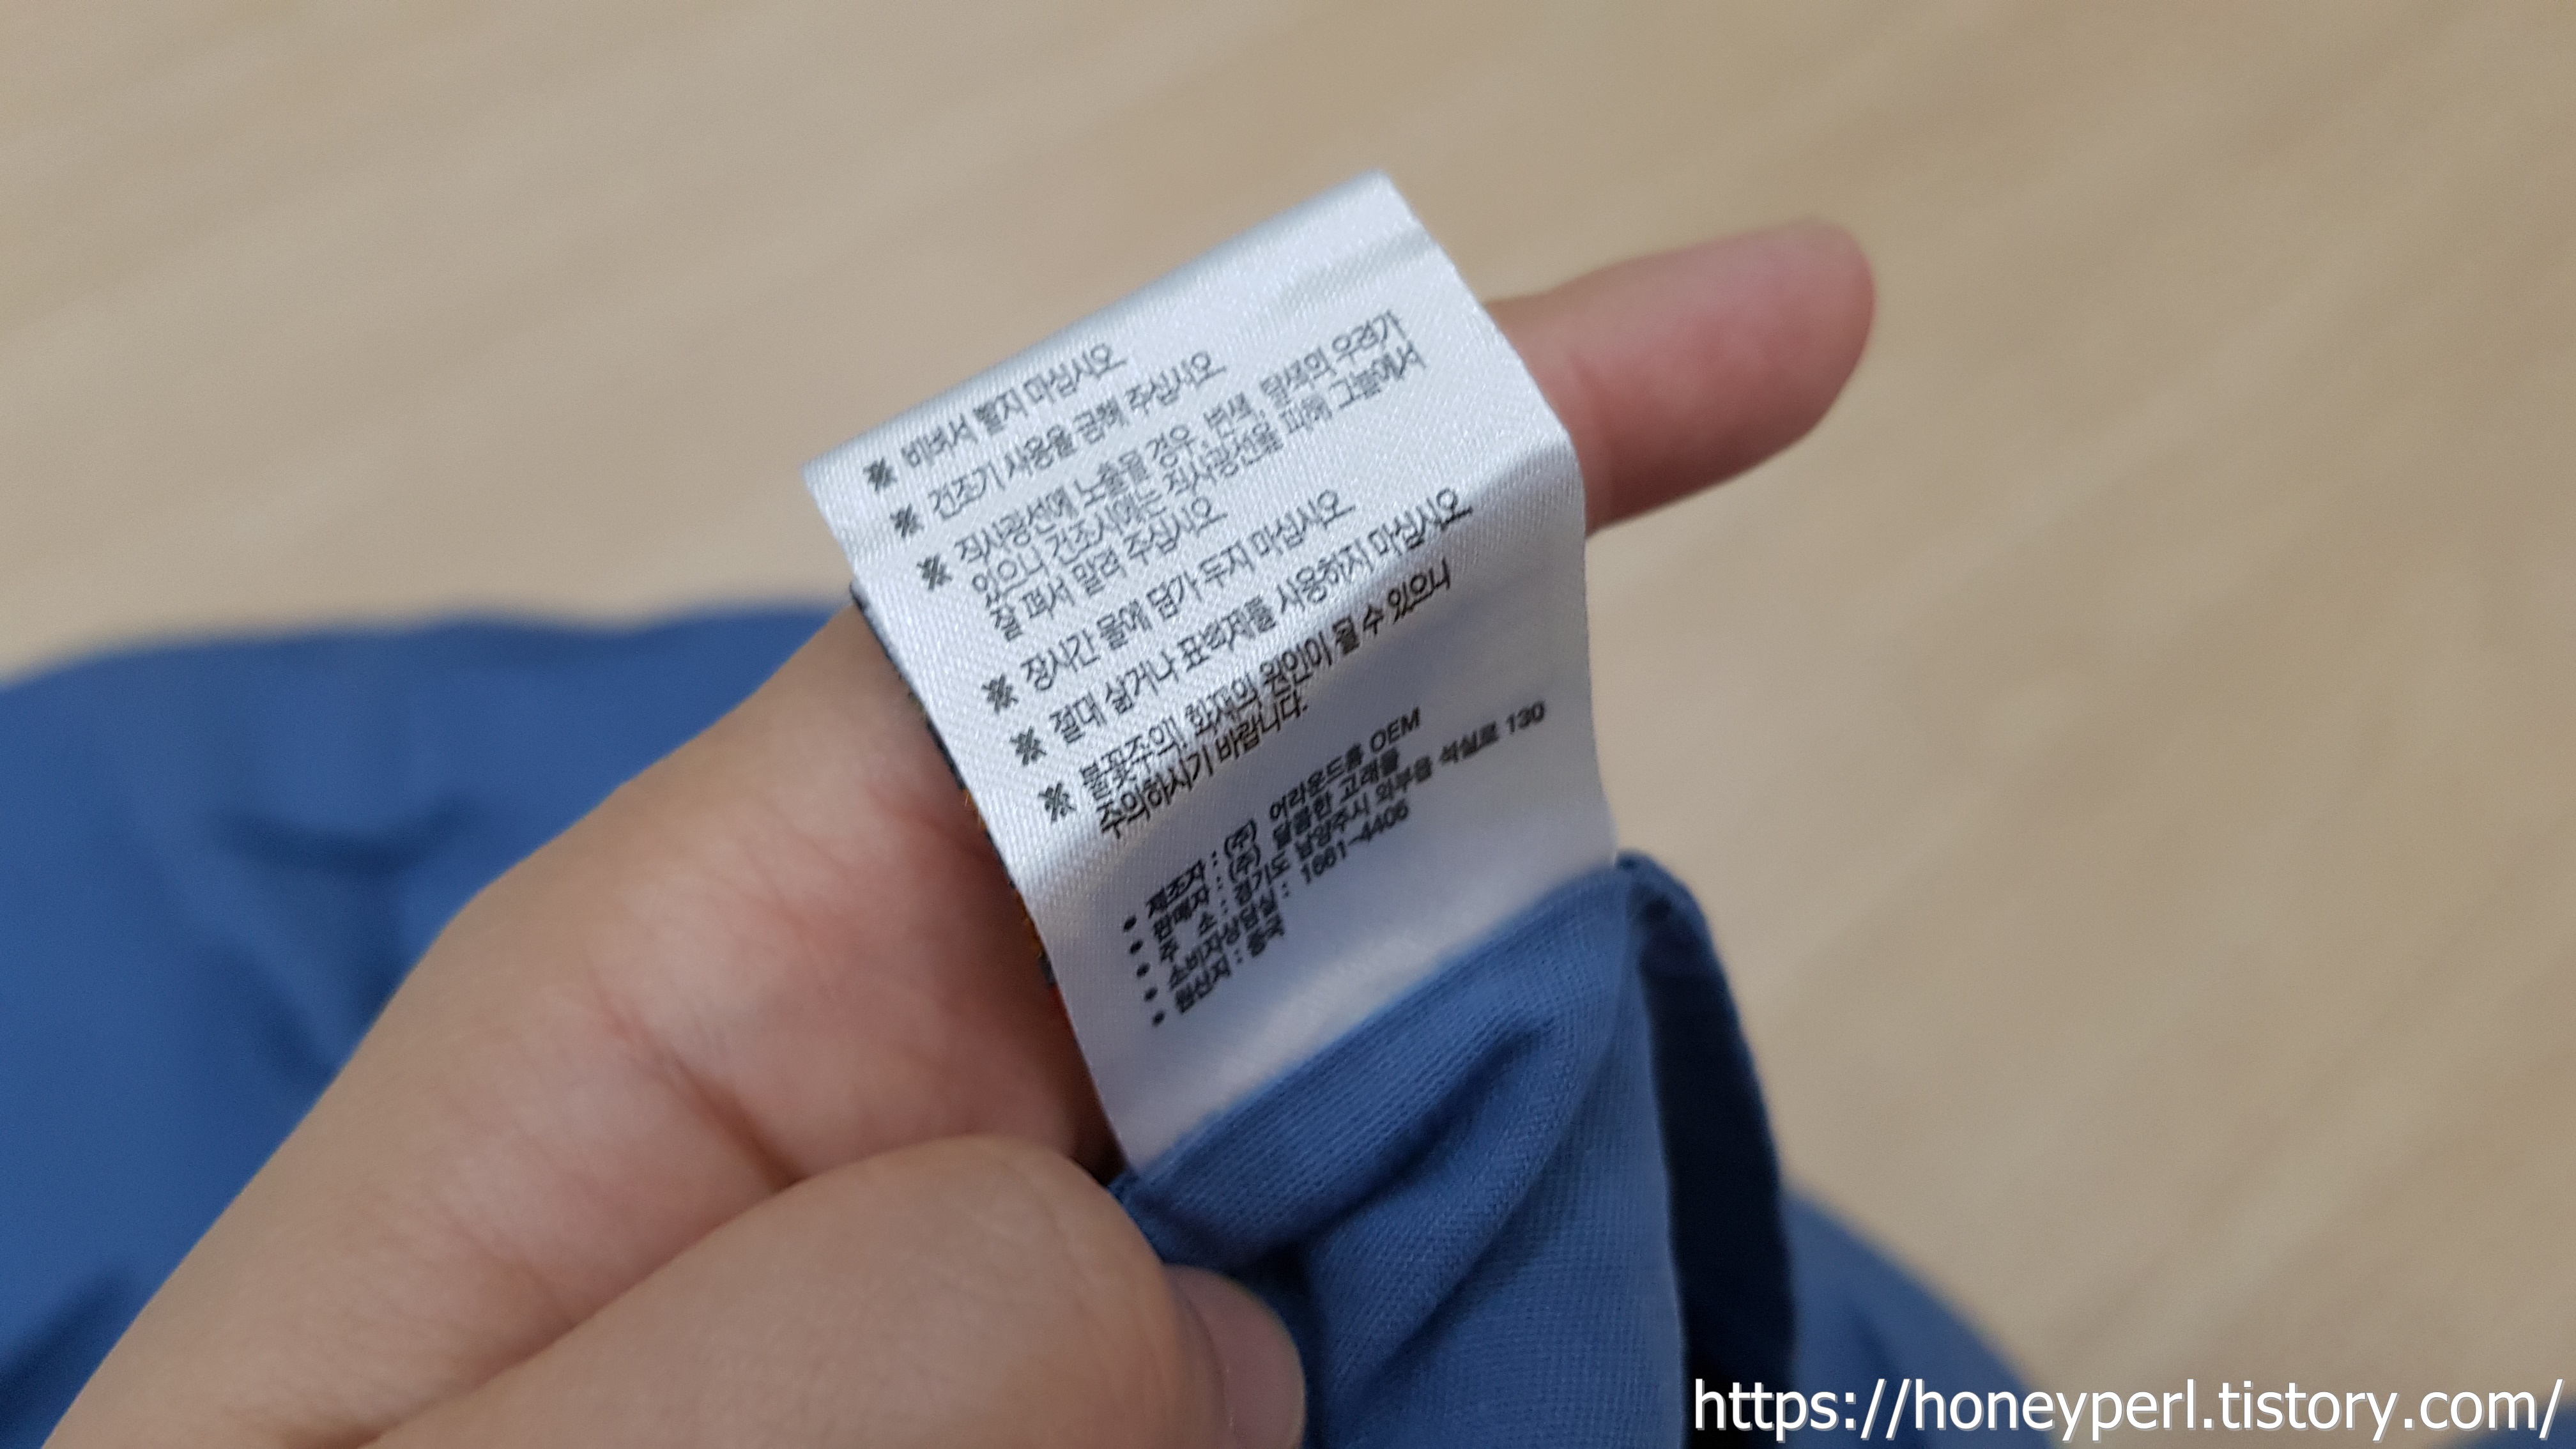 ※ 비벼서 빨지 마십시오
※ 건조기 사용을 금해 주십시오
※ 직사광선에 노출될 경우, 변색, 탈색의 우려가
있으니 건조시에는 직사광선을 피해 그늘에서
잘 펴서 말려 주십시오
※ 장시간 물에 담가 두지 마십시오
※ 절대 삶거나 표백제를 사용하지 마십시오
※ 불꽃주의! 화재의 원인이 될 수 있으니
주의하시기 바랍니다.
• 제조자 : (주) 어라운드홈 OEM
• 판매자 : (주) 달콤한 고래들
• 주 소 : 경기도 남양주시 와부읍 석실로 130
• 소비자상담실 : 1661-4406
• 원산지 : 중국
https://honeyperl.tistory.com/